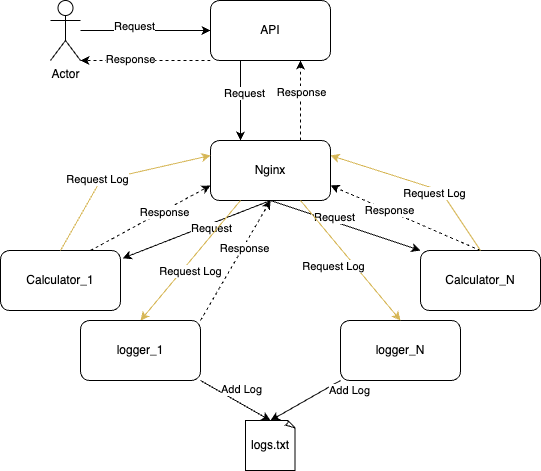 Request
API
Response
Actor
Request
Response
Nginx
Request Log
Request Log
Response
Response
Request
Request
Response
Request Log
Request Log
Calculator_1
Calculator_N
logger_1
logger_N
Add Log
Add Log
logs.txt